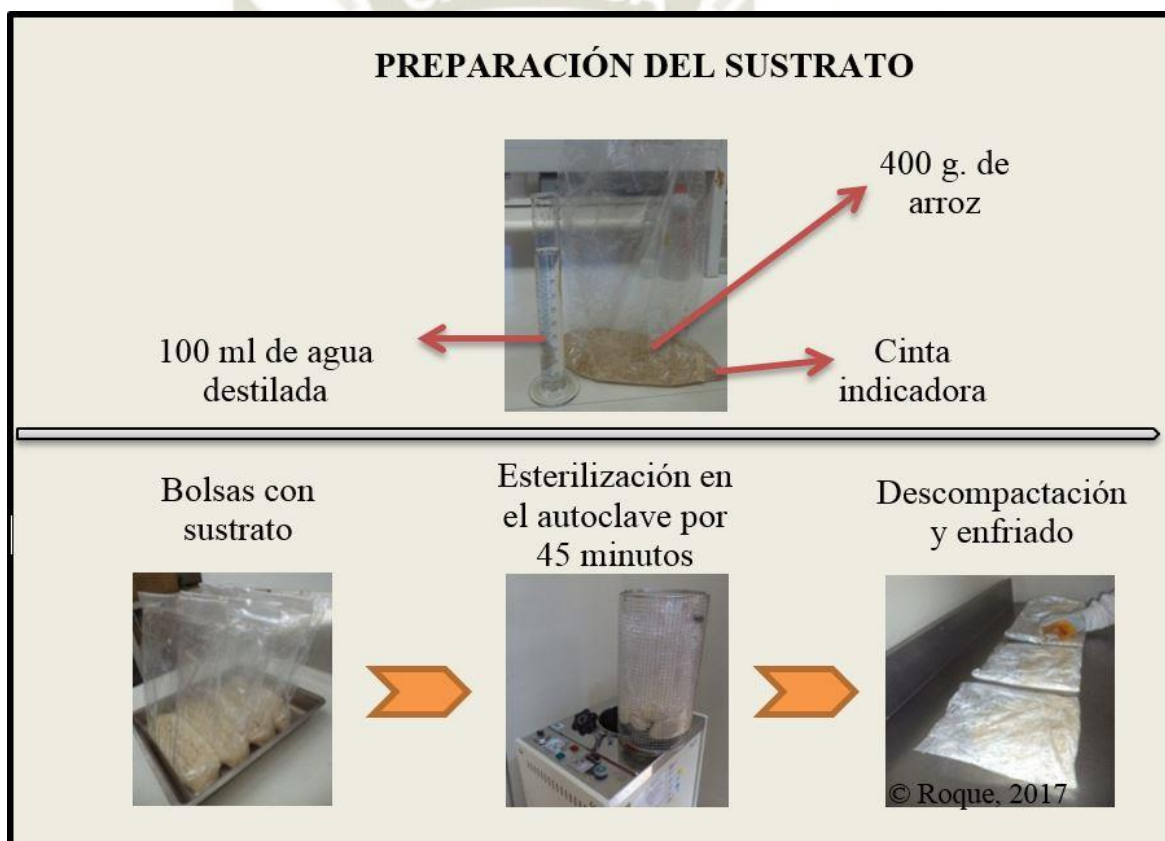 PREPARACIÓN DEL SUSTRATO
400 g. de
arroz
100 ml de agua
destilada
Cinta
indicadora
Bolsas con
sustrato
Esterilización en
el autoclave por
45 minutos
Descompactación
y enfriado
© Roque, 2017